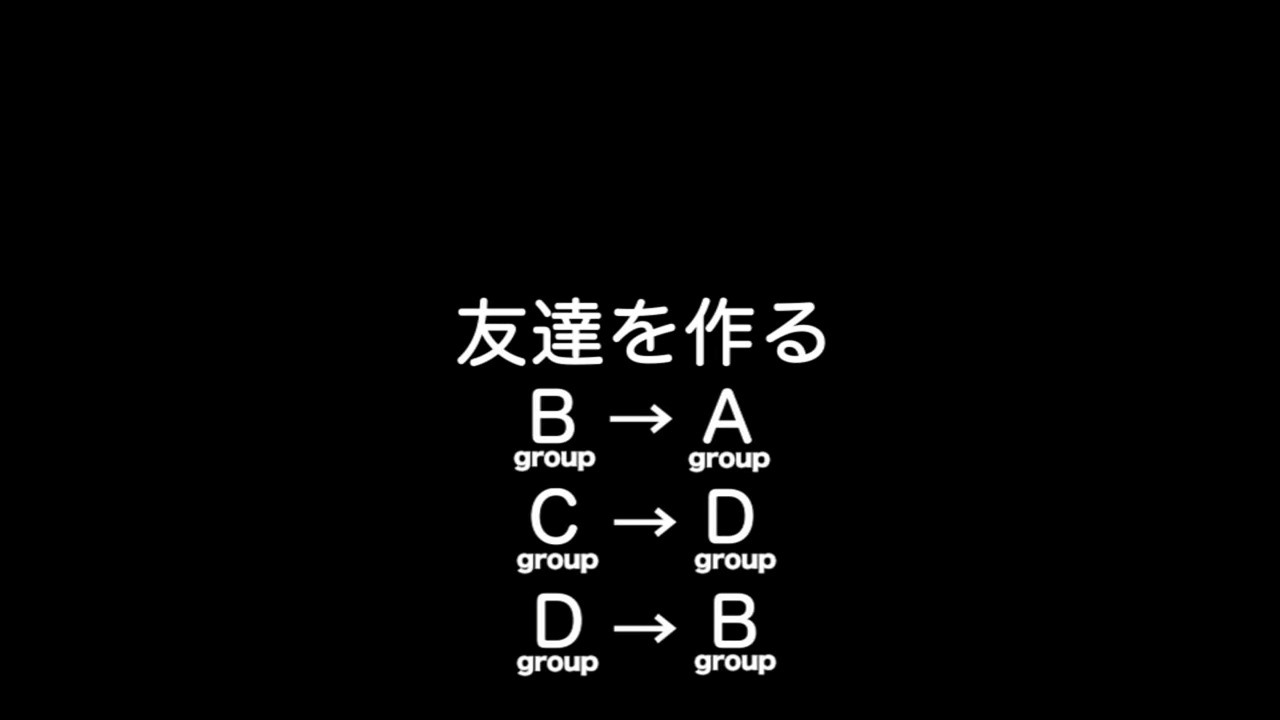 友達を作る
B → A
group group
C → D
group group
D → B
group group